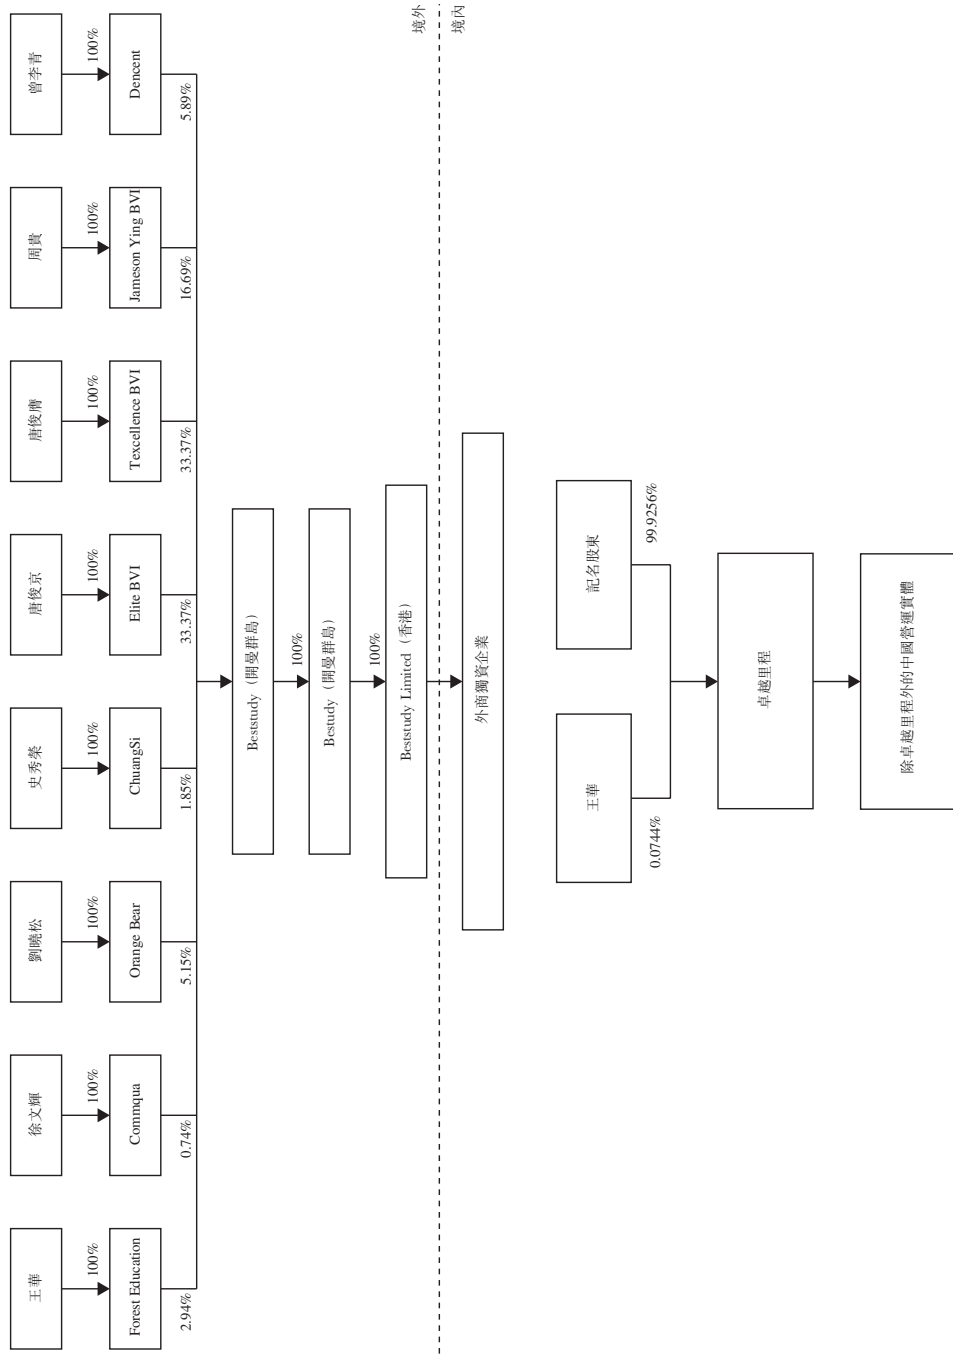 王華
徐文輝
劉曉松
史秀榮
唐俊京
唐俊膺
周貴
曾李青
100%
100%
100%
100%
100%
100%
100%
100%
Forest Education
Commqua
Orange Bear
ChuangSi
Elite BVI
Texcellence BVI
Jameson Ying BVI
Dencent
2.94%
0.74%
5.15%
1.85%
33.37%
33.37%
16.69%
5.89%
Beststudy（開曼群島）
100%
Bestudy（開曼群島）
100%
Beststudy Limited（香港）
境外
境內
外商獨資企業
王華
記名股東
0.0744%
99.9256%
卓越里程
除卓越里程外的中國營運實體